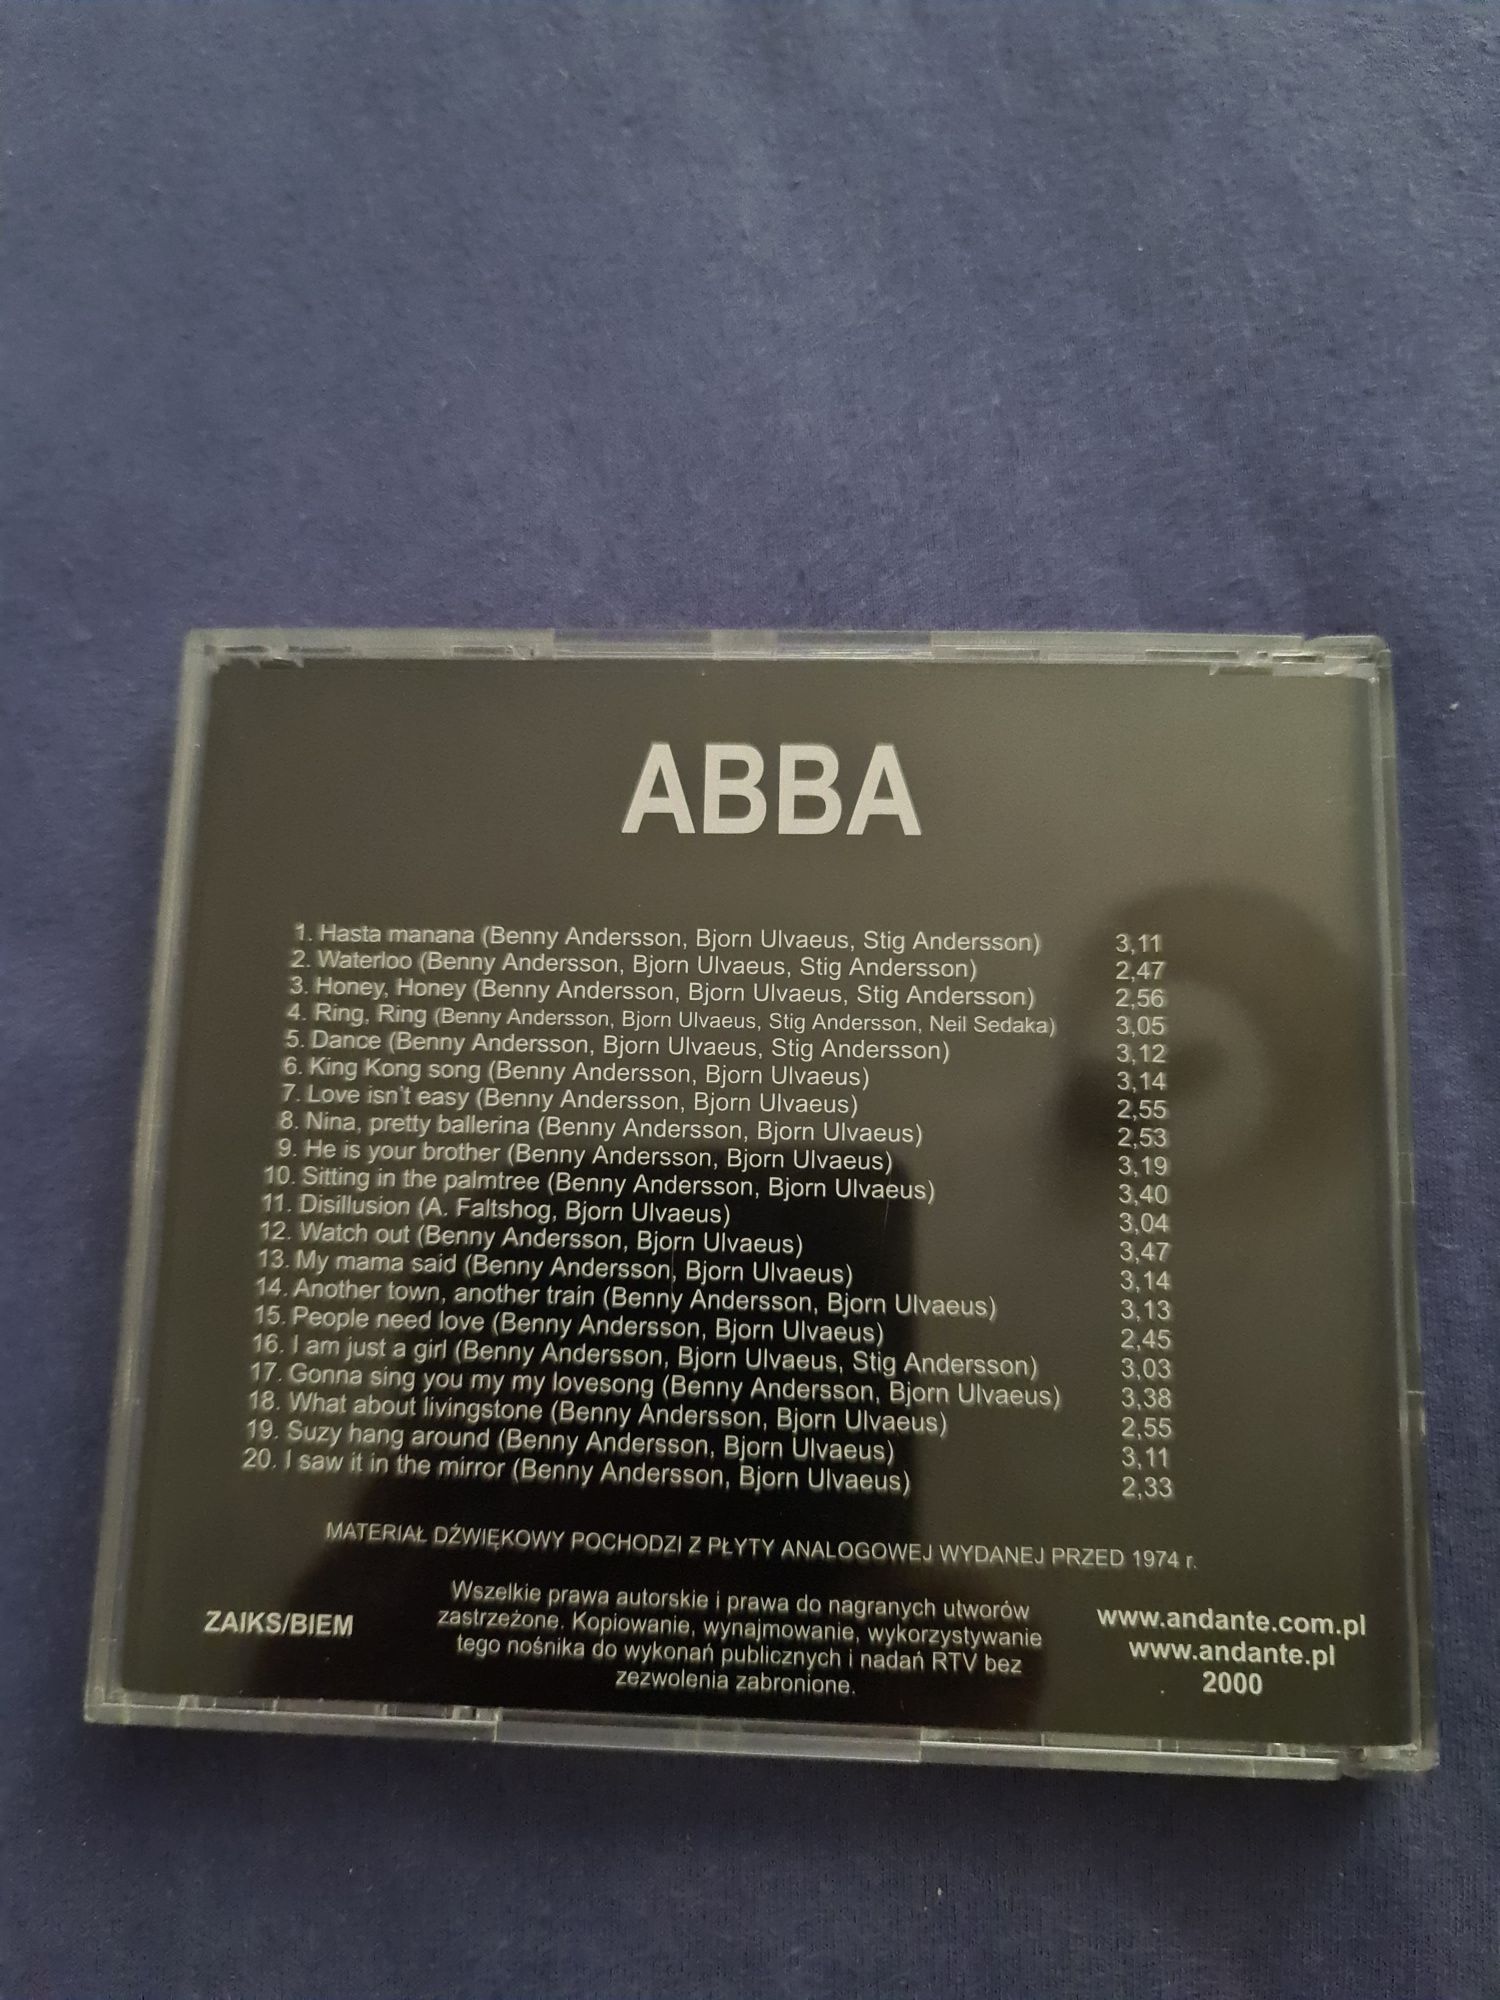 ABBA
1. Hasta manana (Benny Andersson, Bjorn Ulvaeus, Stig Andersson) 3,11
2. Waterloo (Benny Andersson, Bjorn Ulvaeus, Stig Andersson) 2,47
3. Honey, Honey (Benny Andersson, Bjorn Ulvaeus, Stig Andersson) 2,56
4. Ring, Ring (Benny Andersson, Bjorn Ulvaeus, Stig Andersson, Neil Sedaka) 3,05
5. Dance (Benny Andersson, Bjorn Ulvaeus, Stig Andersson) 3,12
6. King Kong song (Benny Andersson, Bjorn Ulvaeus) 3,14
7. Love isn't easy (Benny Andersson, Bjorn Ulvaeus) 2,55
8. Nina, pretty ballerina (Benny Andersson, Bjorn Ulvaeus) 2,53
9. He is your brother (Benny Andersson, Bjorn Ulvaeus) 3,19
10. Sitting in the palmtree (Benny Andersson, Bjorn Ulvaeus) 3,40
11. Disillusion (A. Faltshog, Bjorn Ulvaeus) 3,04
12. Watch out (Benny Andersson, Bjorn Ulvaeus) 3,47
13. My mama said (Benny Andersson, Bjorn Ulvaeus) 3,14
14. Another town, another train (Benny Andersson, Bjorn Ulvaeus) 3,13
15. People need love (Benny Andersson, Bjorn Ulvaeus) 2,45
16. I am just a girl (Benny Andersson, Bjorn Ulvaeus, Stig Andersson) 3,03
17. Gonna sing you my my lovesong (Benny Andersson, Bjorn Ulvaeus) 3,38
18. What about livingstone (Benny Andersson, Bjorn Ulvaeus) 2,55
19. Suzy hang around (Benny Andersson, Bjorn Ulvaeus) 3,11
20. I saw it in the mirror (Benny Andersson, Bjorn Ulvaeus) 2,33
MATERIAŁ DŹWIĘKOWY POCHODZI Z PŁYTY ANALOGOWEJ WYDANEJ PRZED 1974 r.
ZAIKS/BIEM
Wszelkie prawa autorskie i prawa do nagranych utworów
zastrzeżone. Kopiowanie, wynajmowanie, wykorzystywanie
tego nośnika do wykonań publicznych i nadań RTV bez
zezwolenia zabronione.
www.andante.com.pl
www.andante.pl
2000